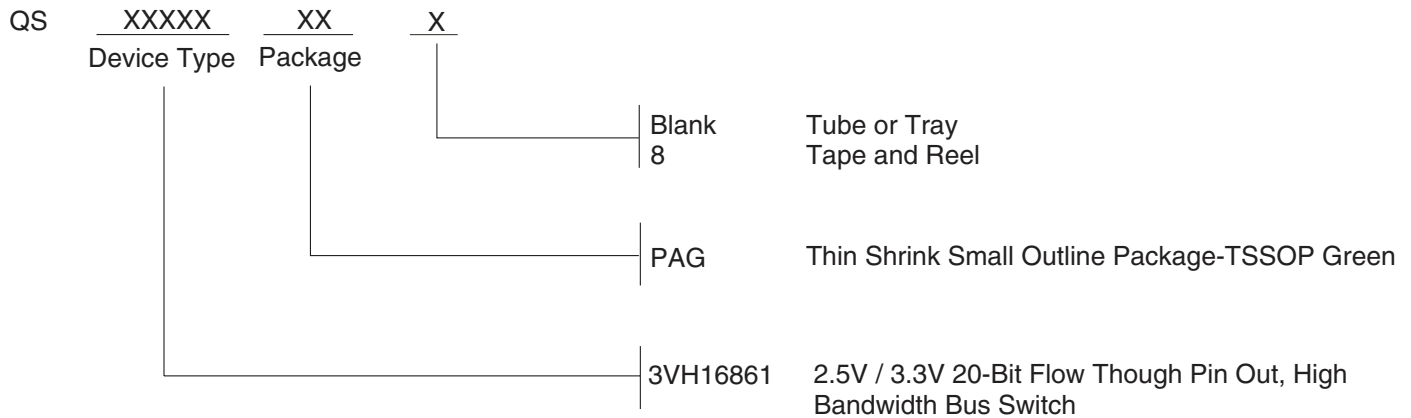 QS XXXXX XX X
Device Type Package
Blank Tube or Tray
8 Tape and Reel
PAG Thin Shrink Small Outline Package-TSSOP Green
3VH16861 2.5V / 3.3V 20-Bit Flow Though Pin Out, High
Bandwidth Bus Switch